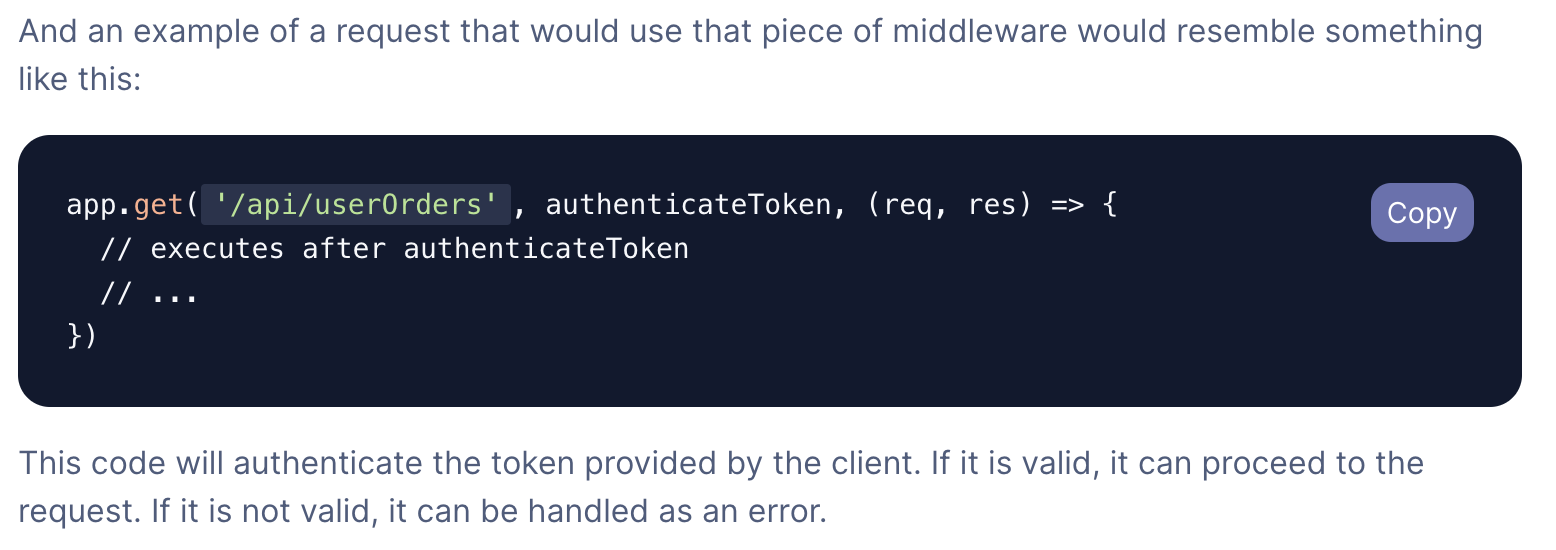 And an example of a request that would use that piece of middleware would resemble something
like this:
app.get('/api/userOrders', authenticateToken, (req, res) => {
  // executes after authenticateToken
  // ...
})
Copy
This code will authenticate the token provided by the client. If it is valid, it can proceed to the
request. If it is not valid, it can be handled as an error.